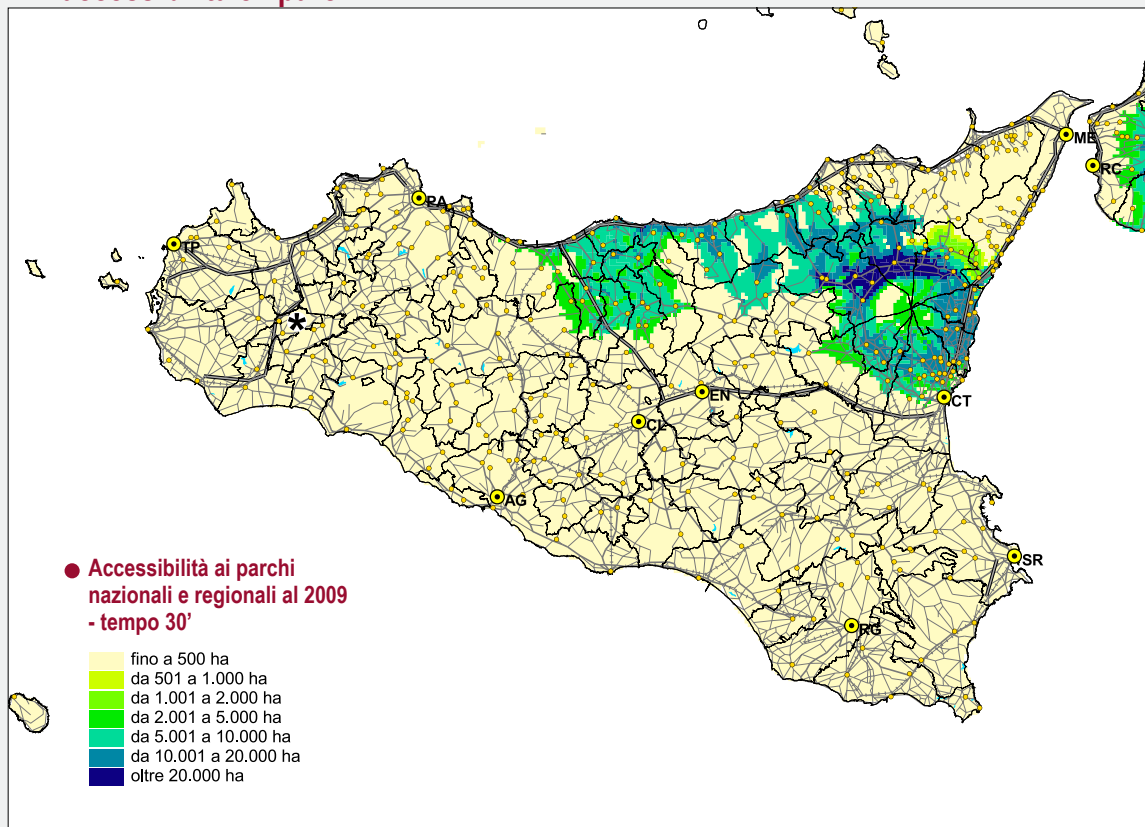 ME
RC
PA
TP
EN
CT
CL
AG
SR
RG
*
● Accessibilità ai parchi
nazionali e regionali al 2009
- tempo 30’
fino a 500 ha
da 501 a 1.000 ha
da 1.001 a 2.000 ha
da 2.001 a 5.000 ha
da 5.001 a 10.000 ha
da 10.001 a 20.000 ha
oltre 20.000 ha